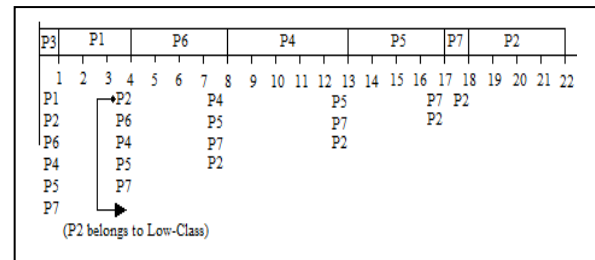 P3 P1 P6 P4 P5 P7 P2
1 2 3 4 5 6 7 8 9 10 11 12 13 14 15 16 17 18 19 20 21 22
P1 P2 P4 P5 P7 P2
P2 P6 P5 P7 P2
P6 P4 P7 P2
P4 P5 P2
P5 P7
P7
(P2 belongs to Low-Class)